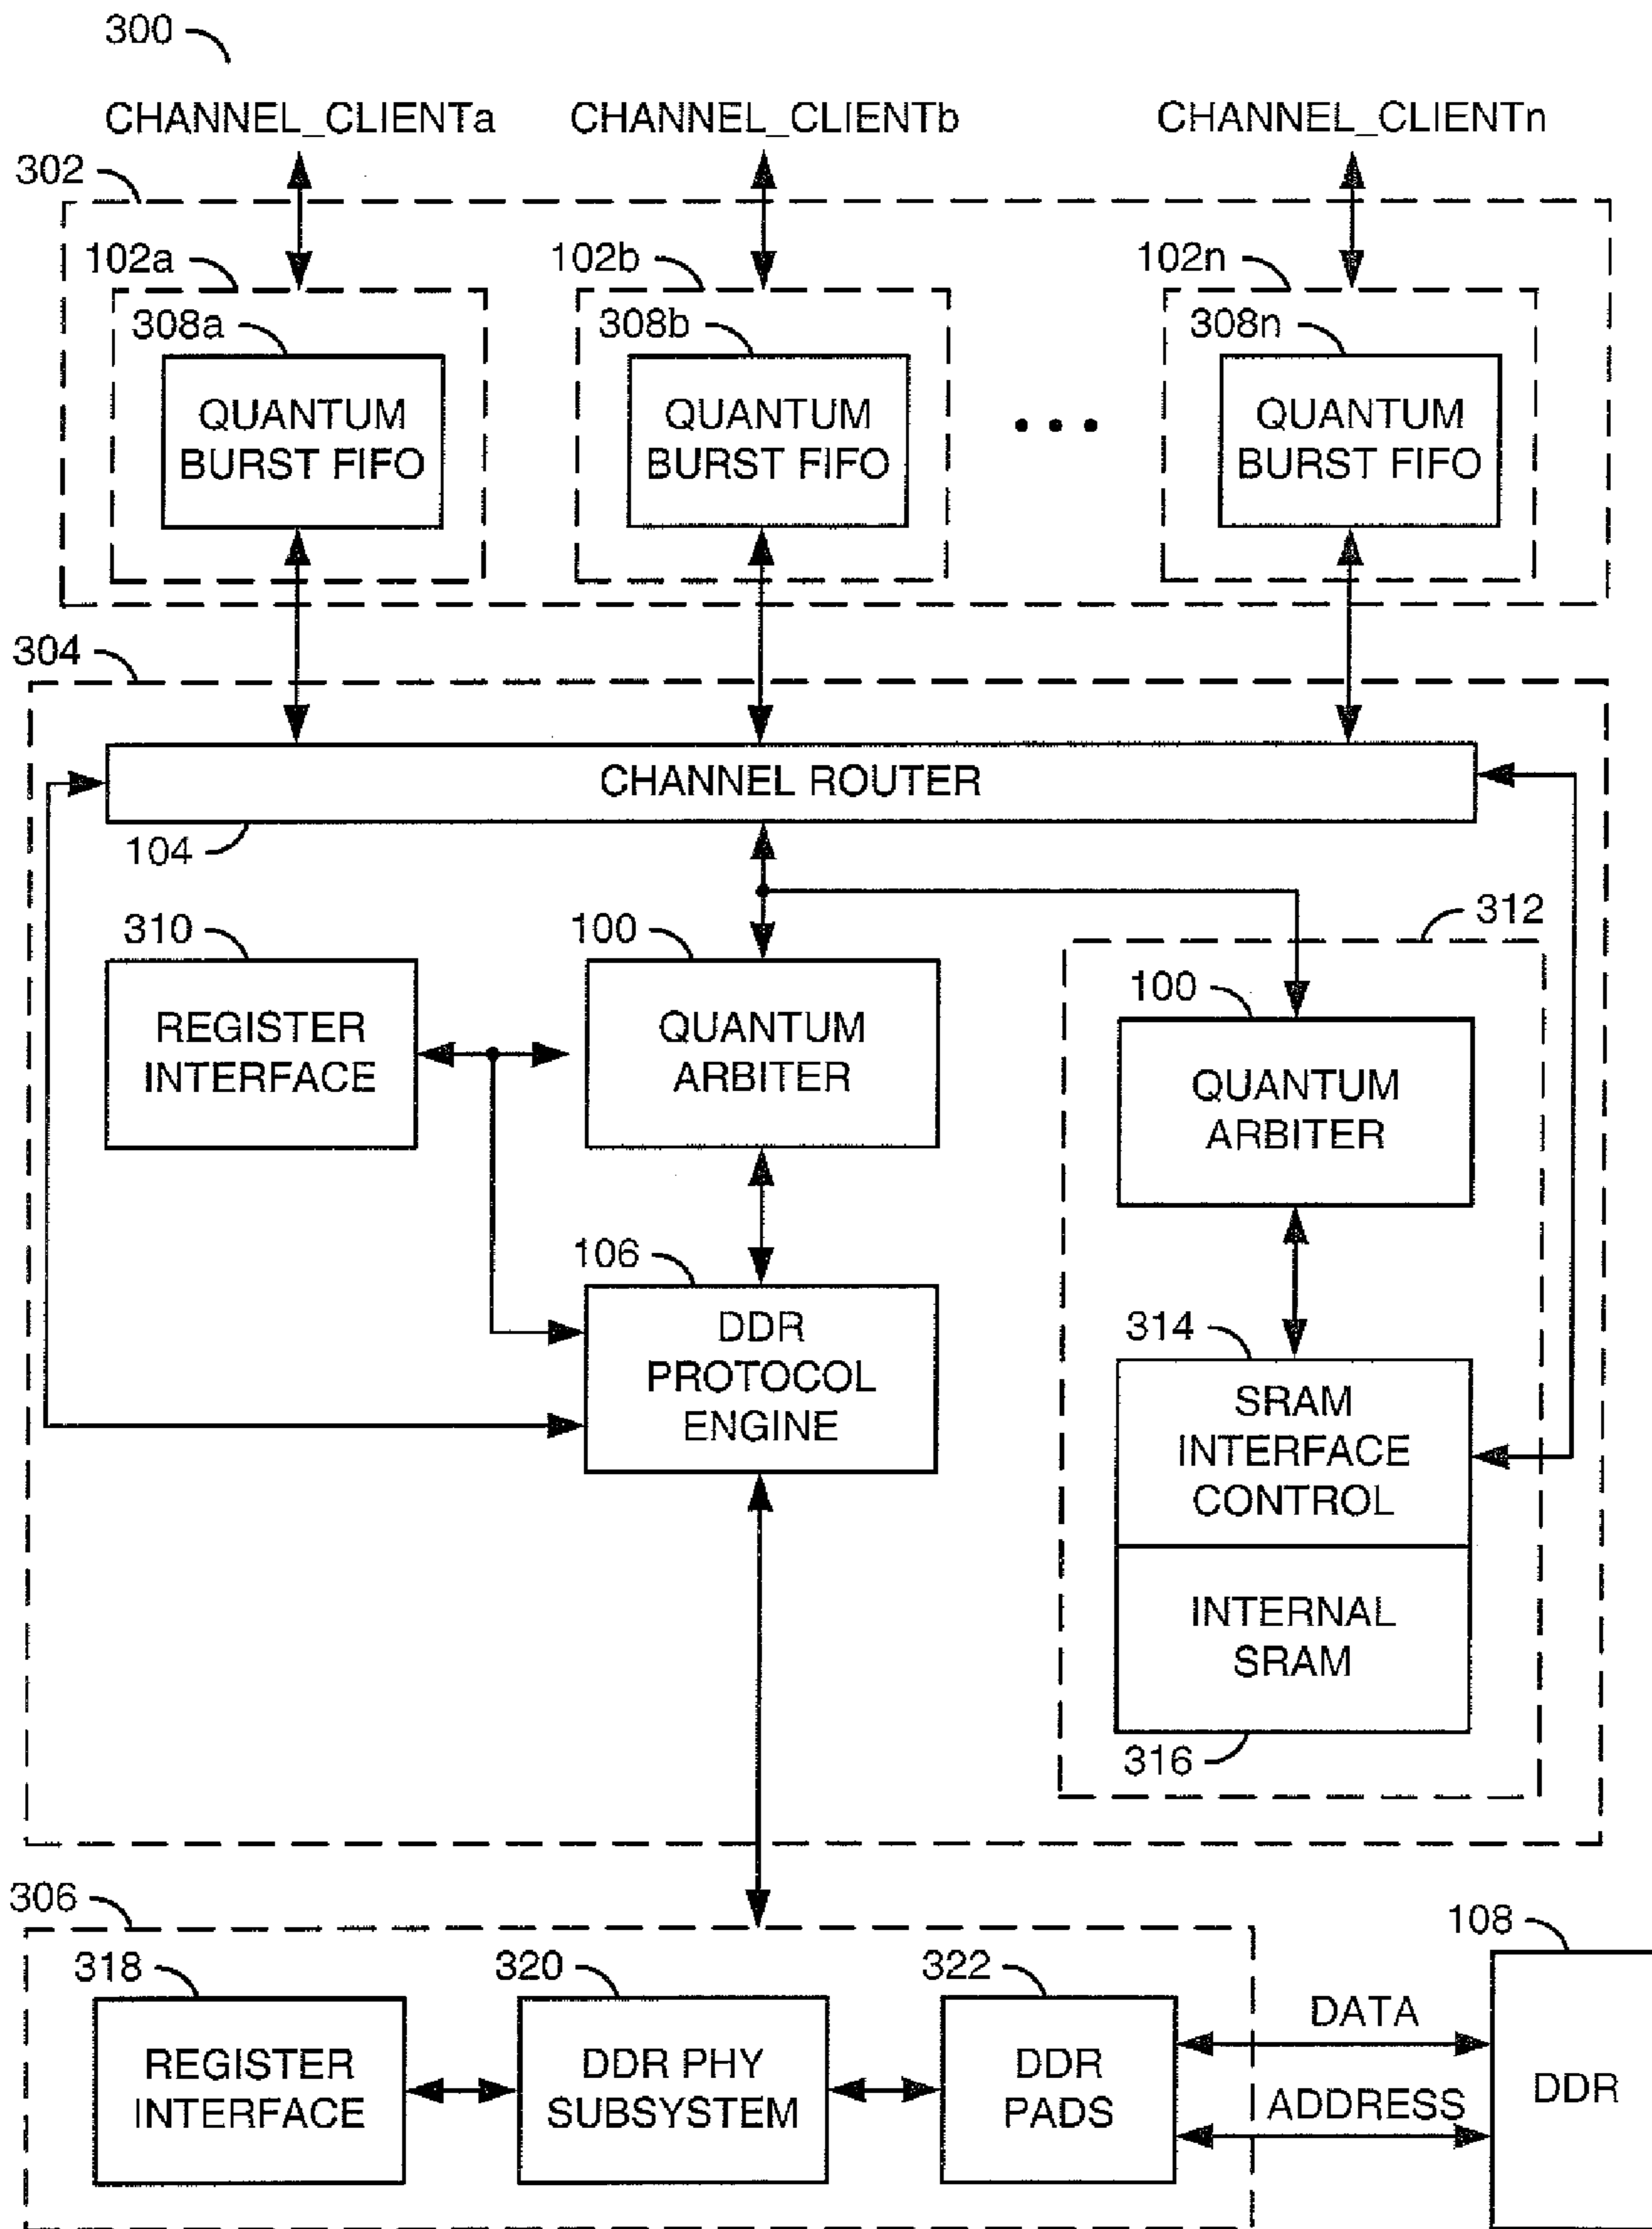 300
CHANNEL_CLIENTa CHANNEL_CLIENTb CHANNEL_CLIENTn
302
102a 102b 102n
308a 308b 308n
QUANTUM
BURST FIFO
QUANTUM
BURST FIFO
• • •
QUANTUM
BURST FIFO
304
CHANNEL ROUTER
104
310
REGISTER
INTERFACE
100
QUANTUM
ARBITER
312
100
QUANTUM
ARBITER
106
DDR
PROTOCOL
ENGINE
314
SRAM
INTERFACE
CONTROL
INTERNAL
SRAM
316
306
318
REGISTER
INTERFACE
320
DDR PHY
SUBSYSTEM
322
DDR
PADS
DATA
ADDRESS
108
DDR